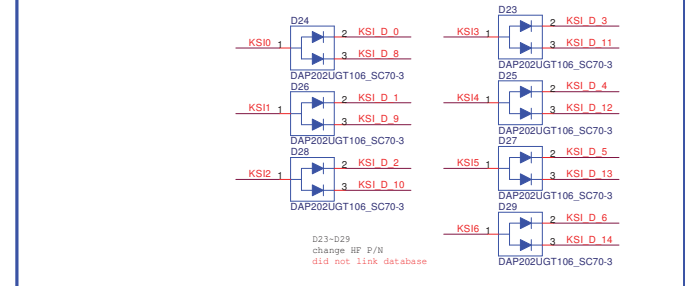 D24
KSI0 1
2 KSI_D_0
3 KSI_D_8
DAP202UGT106_SC70-3
D26
KSI1 1
2 KSI_D_1
3 KSI_D_9
DAP202UGT106_SC70-3
D28
KSI2 1
2 KSI_D_2
3 KSI_D_10
DAP202UGT106_SC70-3
D23~D29
change HF P/N
did not link database
D23
KSI3 1
2 KSI_D_3
3 KSI_D_11
DAP202UGT106_SC70-3
D25
KSI4 1
2 KSI_D_4
3 KSI_D_12
DAP202UGT106_SC70-3
D27
KSI5 1
2 KSI_D_5
3 KSI_D_13
DAP202UGT106_SC70-3
D29
KSI6 1
2 KSI_D_6
3 KSI_D_14
DAP202UGT106_SC70-3